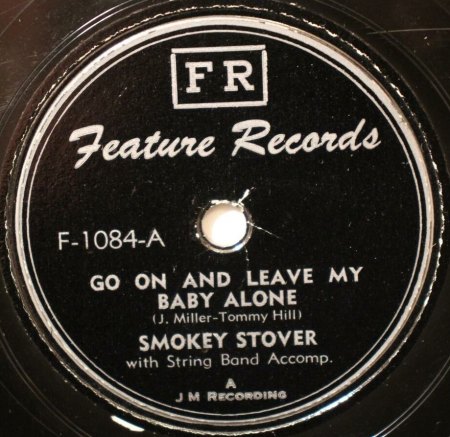 FR
Feature Records
F-1084-A
GO ON AND LEAVE MY
BABY ALONE
(J. Miller-Tommy Hill)
SMOKEY STOVER
with String Band Accomp.
A
J M RECORDING